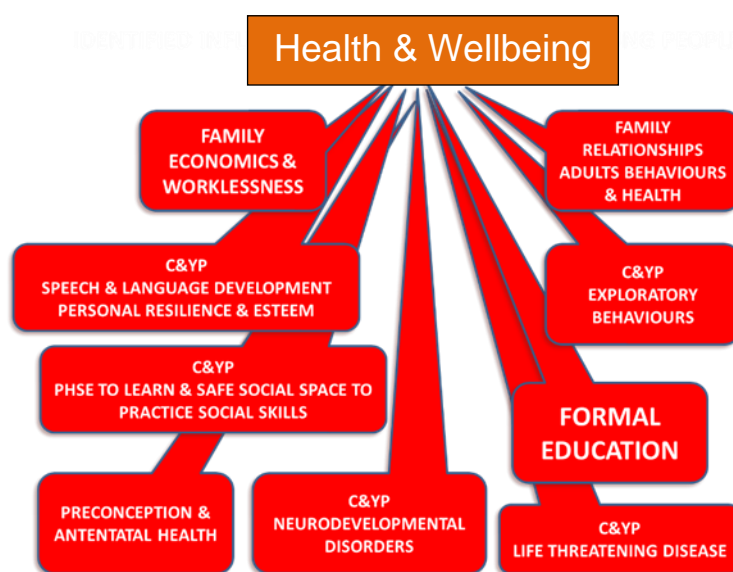 Health & Wellbeing
FAMILY
ECONOMICS &
WORKLESSNESS
FAMILY
RELATIONSHIPS
ADULTS BEHAVIOURS
& HEALTH
C&YP
SPEECH & LANGUAGE DEVELOPMENT
PERSONAL RESILIENCE & ESTEEM
C&YP
EXPLORATORY
BEHAVIOURS
C&YP
PHSE TO LEARN & SAFE SOCIAL SPACE TO
PRACTICE SOCIAL SKILLS
FORMAL
EDUCATION
PRECONCEPTION &
ANTENTATAL HEALTH
C&YP
NEURODEVELOPMENTAL
DISORDERS
C&YP
LIFE THREATENING DISEASE